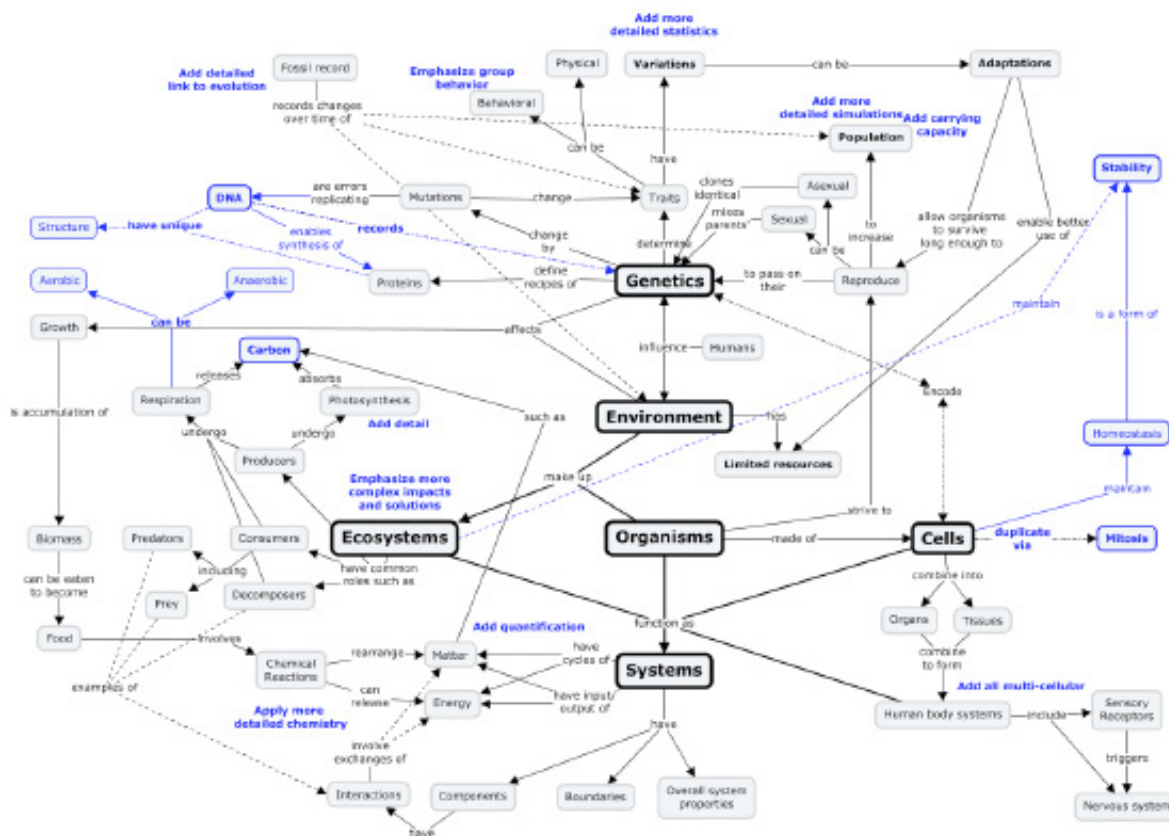 Add more
detailed statistics
Fossil record
Physical
Variations
can be
Adaptations
Add detailed
link to evolution
Emphasize group
behavior
Behavioral
records changes
over time of
Add more
detailed simulations
Add carrying
capacity
Population
can be
have
Stability
DNA
are errors
replicating
Mutations
change
Traits
clones
identical
Asexual
Structure
have unique
enables
synthesis of
records
change
by
determine
mixes
parents'
Sexual
can be
to
increase
allow organisms
to survive
long enough to
enable better
use of
Aerobic
Anaerobic
Proteins
define
recipes of
Genetics
to pass on
their
Reproduce
maintain
is a form of
can be
Growth
effects
influence
Humans
Carbon
releases
absorbs
Respiration
Photosynthesis
Encode
is accumulation of
such as
Environment
has
Add detail
undergo
undergo
Homeostasis
Producers
Limited resources
make up
Emphasize more
complex impacts
and solutions
maintain
strive to
Biomass
Predators
Consumers
Ecosystems
Organisms
made of
Cells
duplicate
via
Mitosis
have common
roles such as
including
can be eaten
to become
Decomposers
combine into
Prey
Organs
Tissues
Food
Involves
Add quantification
function as
combine
to form
Chemical
Reactions
rearrange
Matter
have
cycles of
Systems
can
release
Energy
have input/
output of
Add all multi-cellular
examples of
Apply more
detailed chemistry
Human body systems
include
Sensory
Receptors
have
involve
exchanges of
triggers
Interactions
Components
Boundaries
Overall system
properties
Nervous system
have